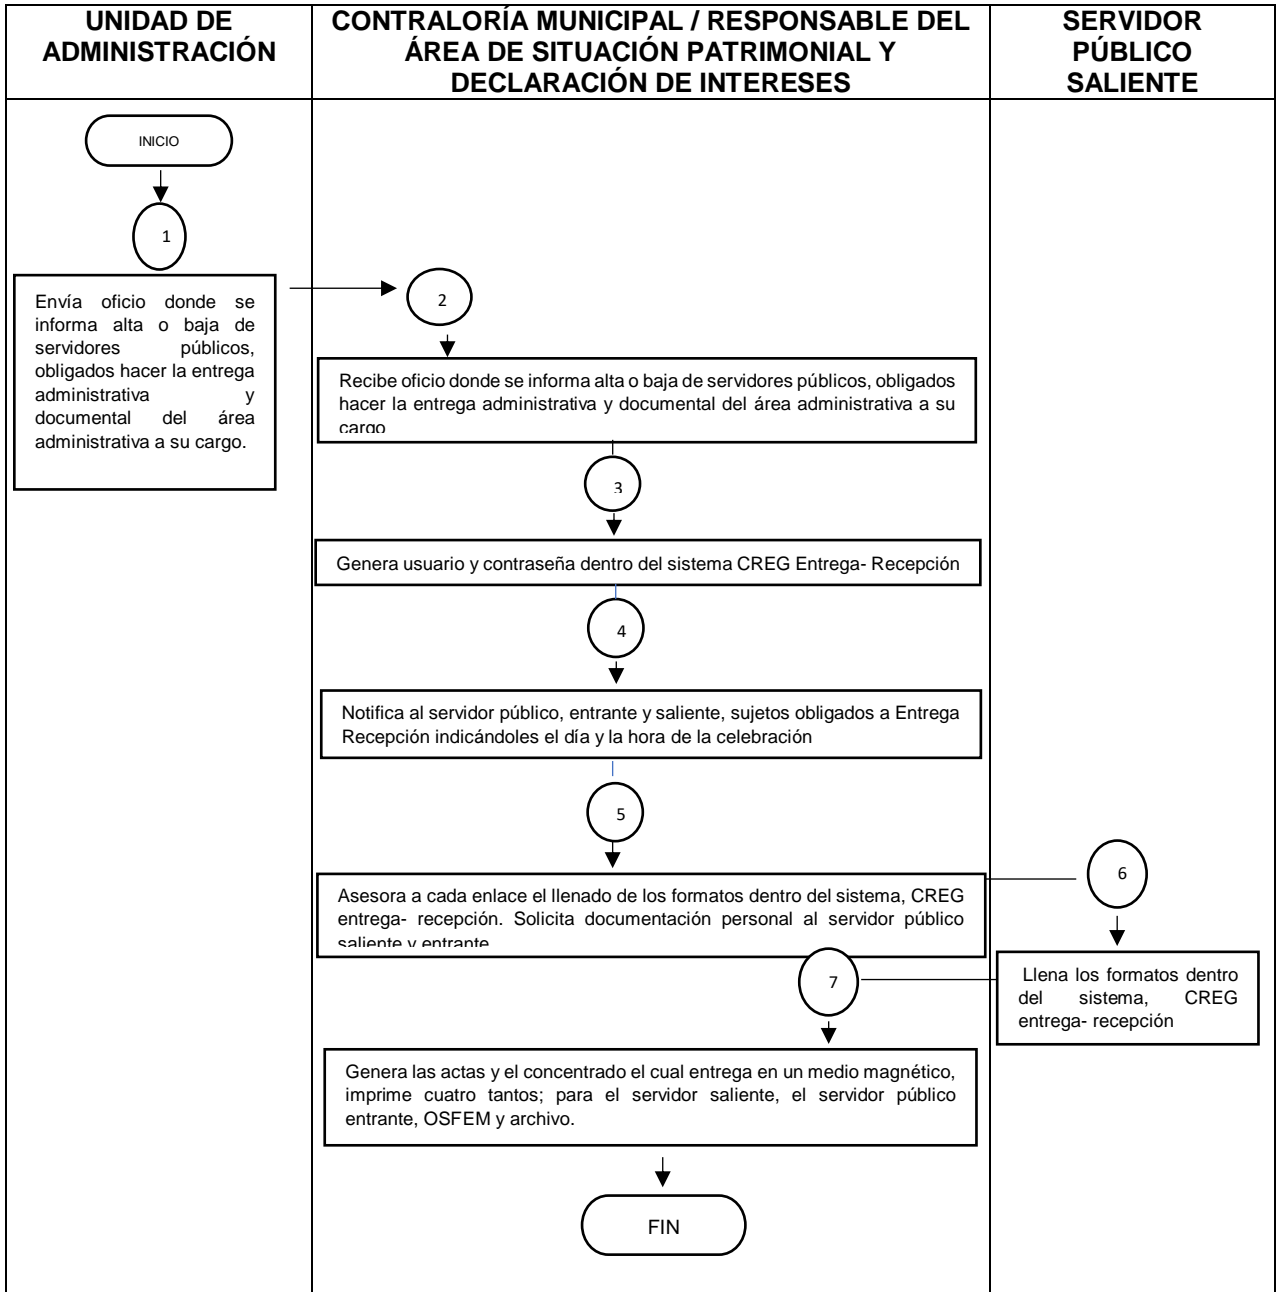 UNIDAD DE
ADMINISTRACIÓN
CONTRALORÍA MUNICIPAL / RESPONSABLE DEL
ÁREA DE SITUACIÓN PATRIMONIAL Y
DECLARACIÓN DE INTERESES
SERVIDOR
PÚBLICO
SALIENTE
INICIO
1
Envía oficio donde se
informa alta o baja de
servidores públicos,
obligados hacer la entrega
administrativa y
documental del área
administrativa a su cargo.
2
Recibe oficio donde se informa alta o baja de servidores públicos, obligados
hacer la entrega administrativa y documental del área administrativa a su
cargo
3
Genera usuario y contraseña dentro del sistema CREG Entrega- Recepción
4
Notifica al servidor público, entrante y saliente, sujetos obligados a Entrega
Recepción indicándoles el día y la hora de la celebración
5
Asesora a cada enlace el llenado de los formatos dentro del sistema, CREG
entrega- recepción. Solicita documentación personal al servidor público
saliente y entrante
6
Llena los formatos dentro
del sistema, CREG
entrega- recepción
7
Genera las actas y el concentrado el cual entrega en un medio magnético,
imprime cuatro tantos; para el servidor saliente, el servidor público
entrante, OSFEM y archivo.
FIN